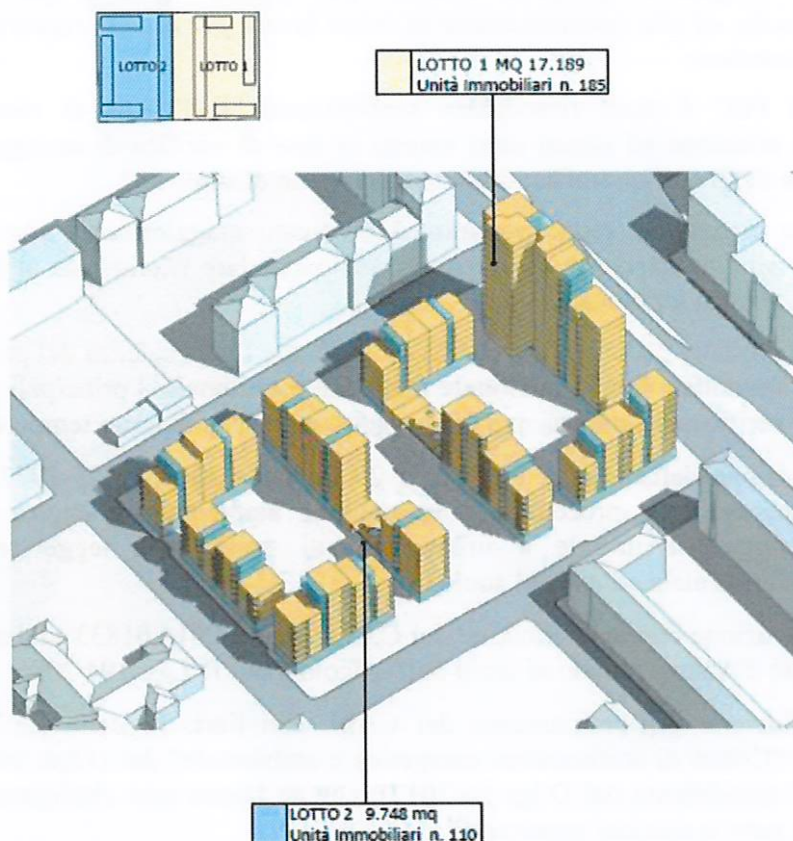 LOTTO 2 LOTTO 1
LOTTO 1 MQ 17.189
Unità Immobiliari n. 185
LOTTO 2 9.748 mq
Unità Immobiliari n. 110